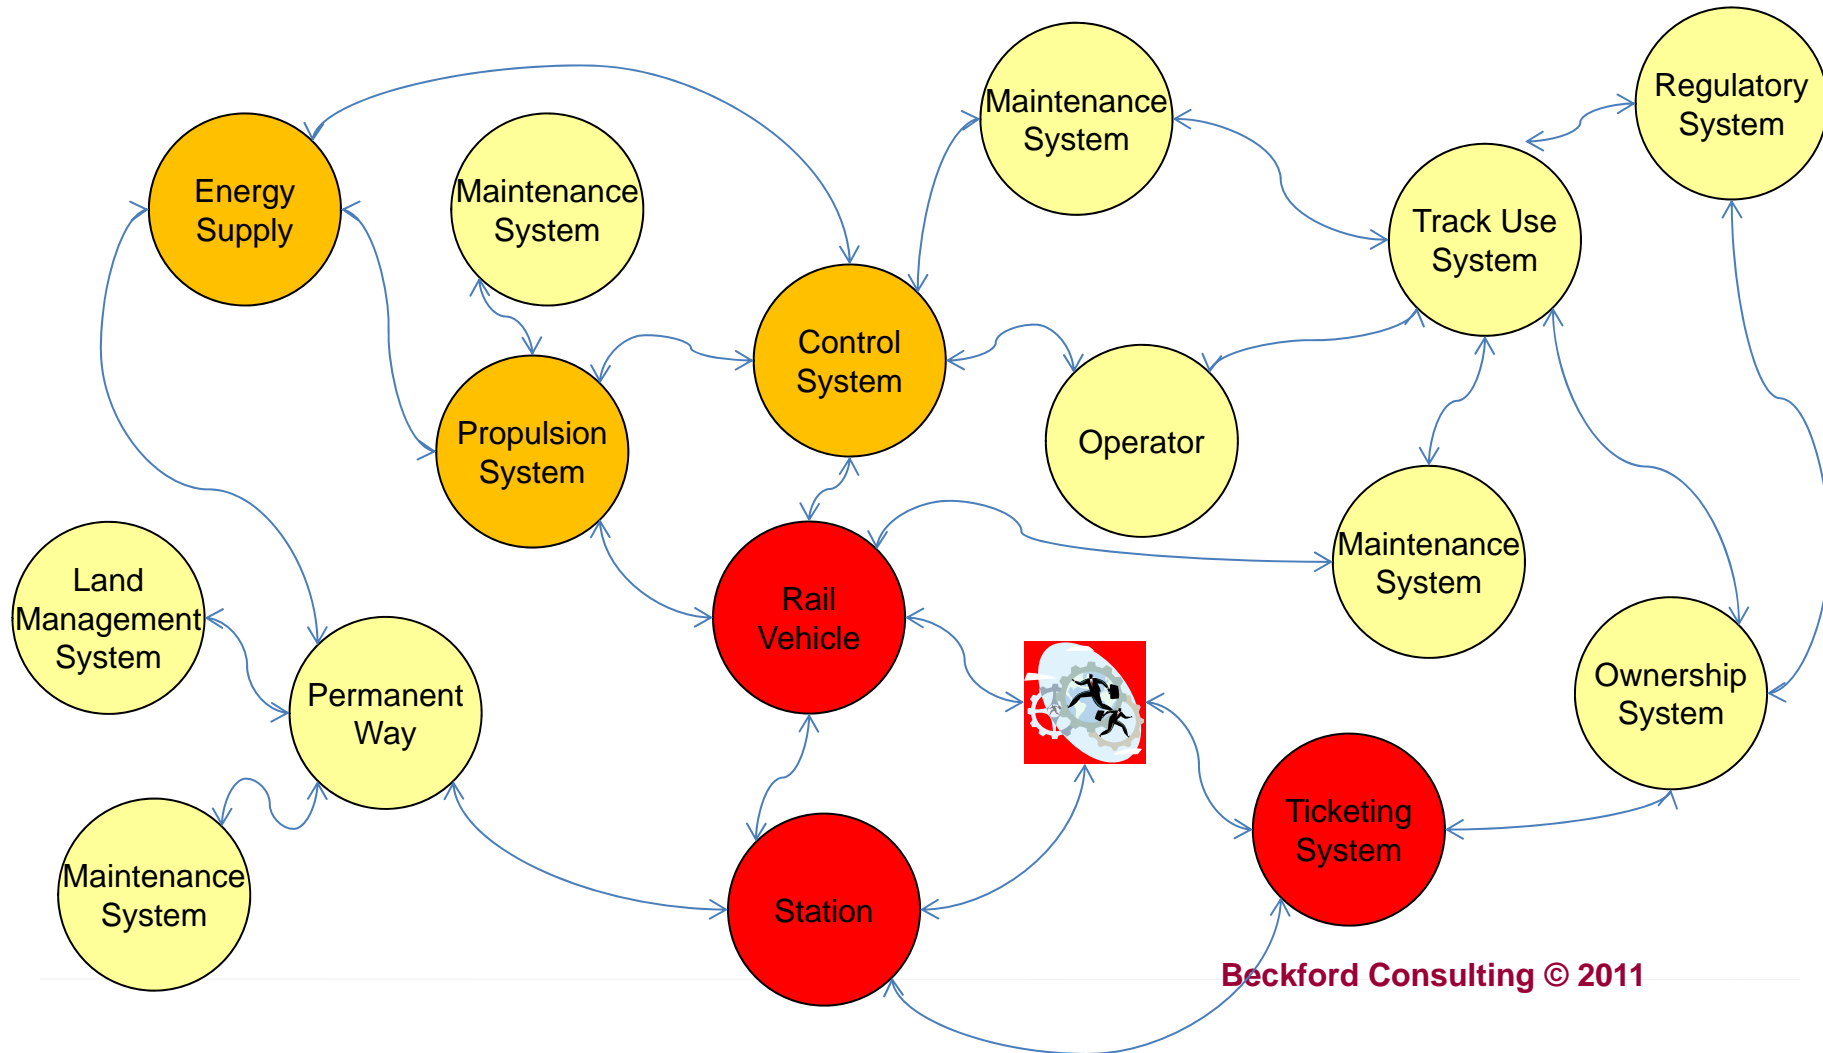 Regulatory
System
Maintenance
System
Energy
Supply
Maintenance
System
Track Use
System
Control
System
Propulsion
System
Operator
Maintenance
System
Land
Management
System
Rail
Vehicle
Permanent
Way
Ownership
System
Ticketing
System
Maintenance
System
Station
Beckford Consulting © 2011